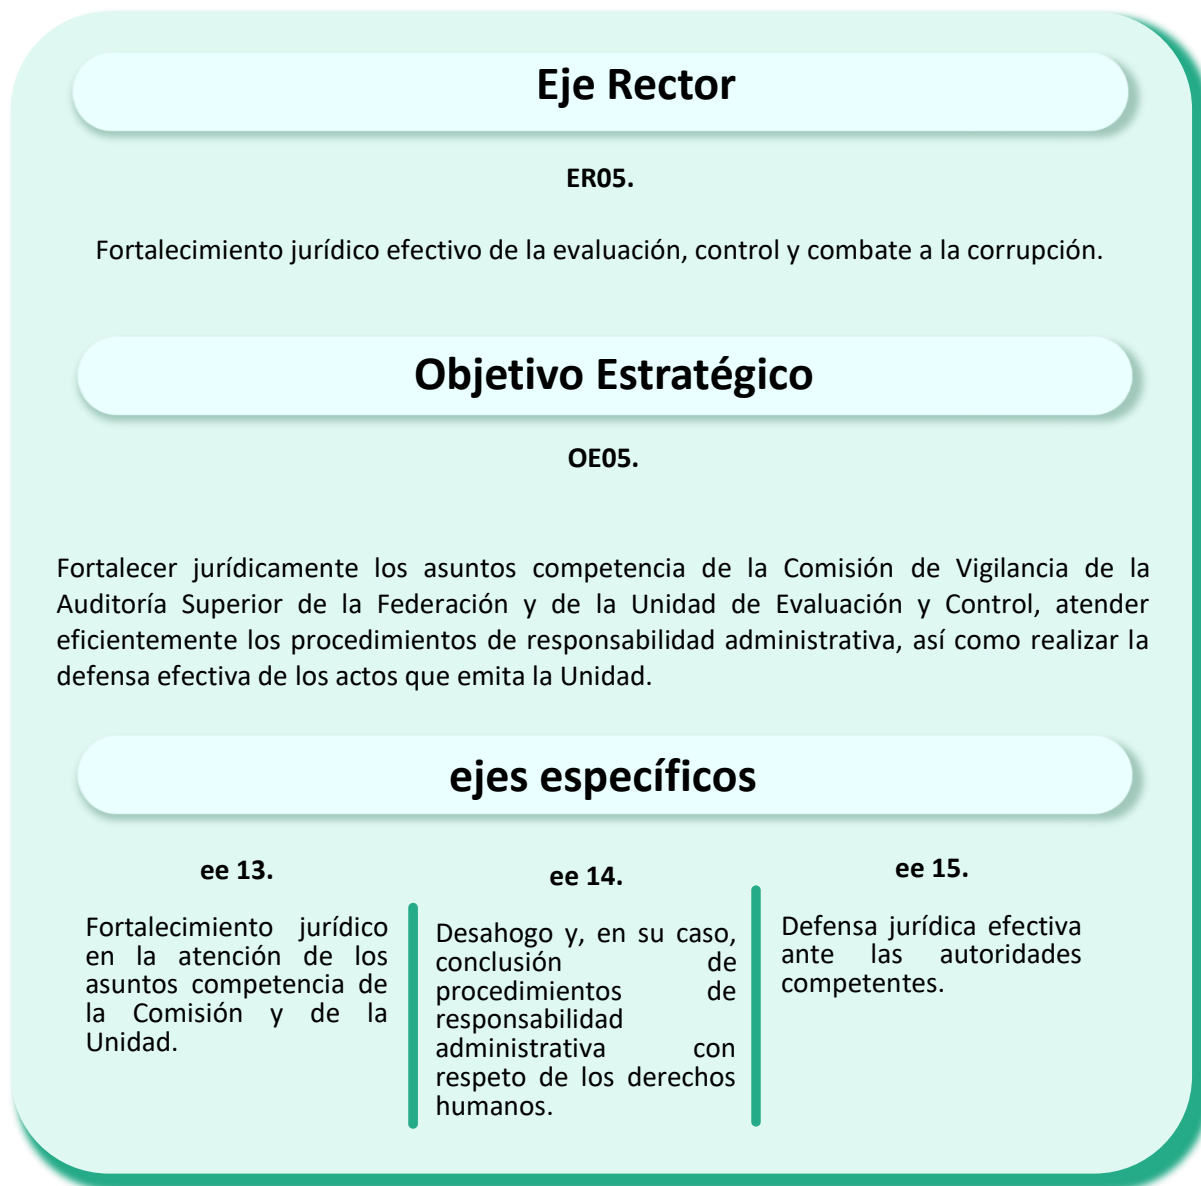 Eje Rector
ER05.
Fortalecimiento jurídico efectivo de la evaluación, control y combate a la corrupción.
Objetivo Estratégico
OE05.
Fortalecer jurídicamente los asuntos competencia de la Comisión de Vigilancia de la
Auditoría Superior de la Federación y de la Unidad de Evaluación y Control, atender
eficientemente los procedimientos de responsabilidad administrativa, así como realizar la
defensa efectiva de los actos que emita la Unidad.
ejes específicos
ee 13.
Fortalecimiento jurídico
en la atención de los
asuntos competencia de
la Comisión y de la
Unidad.
ee 14.
Desahogo y, en su caso,
conclusión de
procedimientos de
responsabilidad
administrativa con
respeto de los derechos
humanos.
ee 15.
Defensa jurídica efectiva
ante las autoridades
competentes.